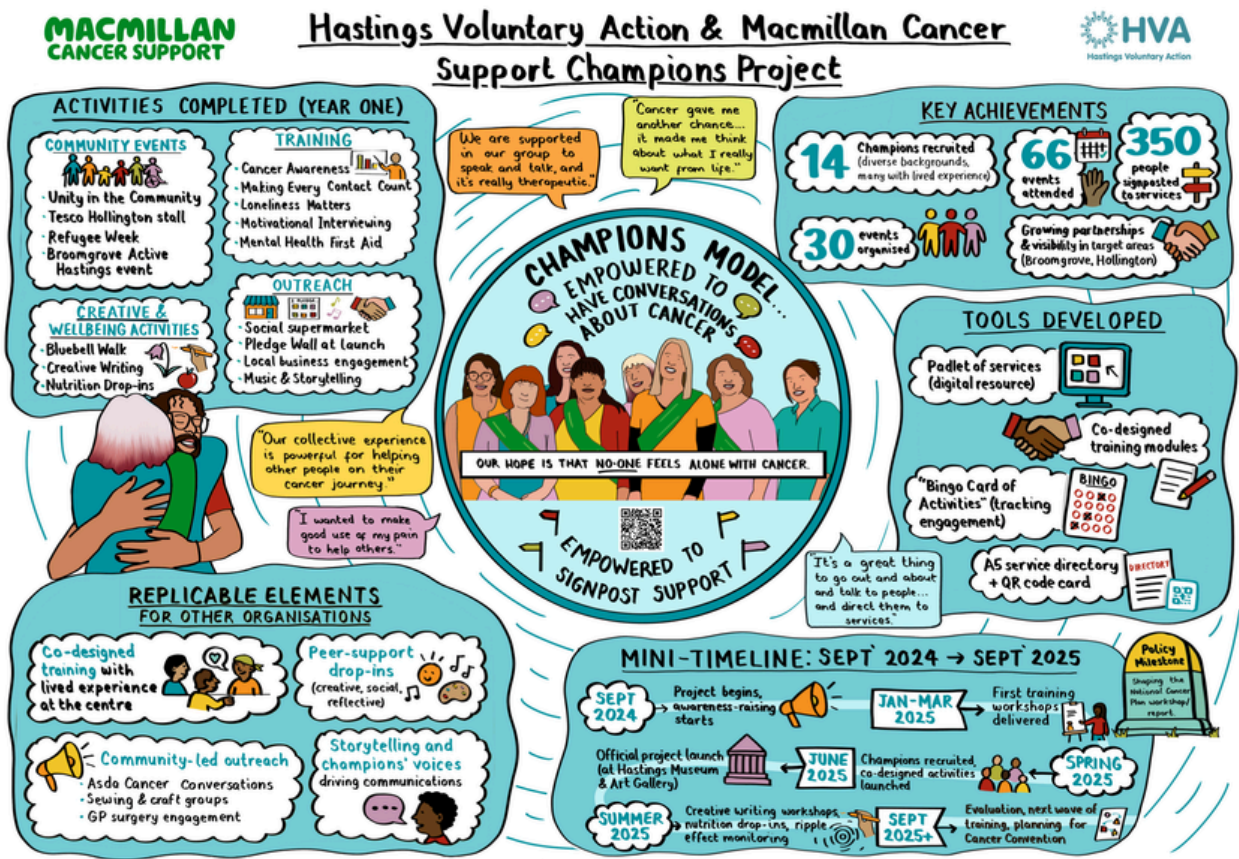 MACMILLAN
CANCER SUPPORT
Hastings Voluntary Action & Macmillan Cancer
Support Champions Project
HVA
Hastings Voluntary Action
ACTIVITIES COMPLETED (YEAR ONE)
COMMUNITY EVENTS
· Unity in the Community
· Tesco Hollington stall
· Refugee Week
· Broomgrove Active
Hastings event
TRAINING
· Cancer Awareness
· Making Every Contact Count
· Loneliness Matters
· Motivational Interviewing
· Mental Health First Aid
CREATIVE &
WELLBEING ACTIVITIES
· Bluebell Walk
· Creative Writing
· Nutrition Drop-ins
OUTREACH
· Social supermarket
· Pledge Wall at launch
· Local business engagement
· Music & Storytelling
We are supported
in our group to
speak and talk, and
it's really therapeutic."
"Cancer gave me
another chance...
it made me think
about what I really
want from life."
"Our collective experience
is powerful for helping
other people on their
cancer journey."
"I wanted to make
good use of my pain
to help others."
CHAMPIONS MODEL...
EMPOWERED TO
HAVE CONVERSATIONS
ABOUT CANCER
OUR HOPE IS THAT NO-ONE FEELS ALONE WITH CANCER.
EMPOWERED TO
SIGNPOST SUPPORT
"It's a great thing
to go out and about
and talk to people...
and direct them to
services."
KEY ACHIEVEMENTS
14 Champions recruited
(diverse backgrounds,
many with lived experience)
66
events
attended
350
people
signposted
to services
30 events
organised
Growing partnerships
& visibility in target areas
(Broomgrove, Hollington)
TOOLS DEVELOPED
Padlet of services
(digital resource)
Co-designed
training modules
"Bingo Card of
Activities" (tracking
engagement)
BINGO
A5 service directory
+ QR code card
DIRECTORY
REPLICABLE ELEMENTS
FOR OTHER ORGANISATIONS
Co-designed
training with
lived experience
at the centre
Peer-support
drop-ins
(creative, social,
reflective)
Community-led outreach
· Asda Cancer Conversations
· Sewing & craft groups
· GP surgery engagement
Storytelling and
champions' voices
driving communications
MINI-TIMELINE: SEPT' 2024 → SEPT' 2025
SEPT
2024
Project begins,
awareness-raising
starts
JAN-MAR
2025
First training
workshops
delivered
Policy
Milestone
Shaping the
National Cancer
Plan workshop/
report.
SPRING
2025
Champions recruited,
co-designed activities
launched
JUNE
2025
Official project launch
(at Hastings Museum
& Art Gallery)
SUMMER
2025
Creative writing workshops,
nutrition drop-ins, ripple
effect monitoring
SEPT
2025+
Evaluation, next wave of
training, planning for
Cancer Convention